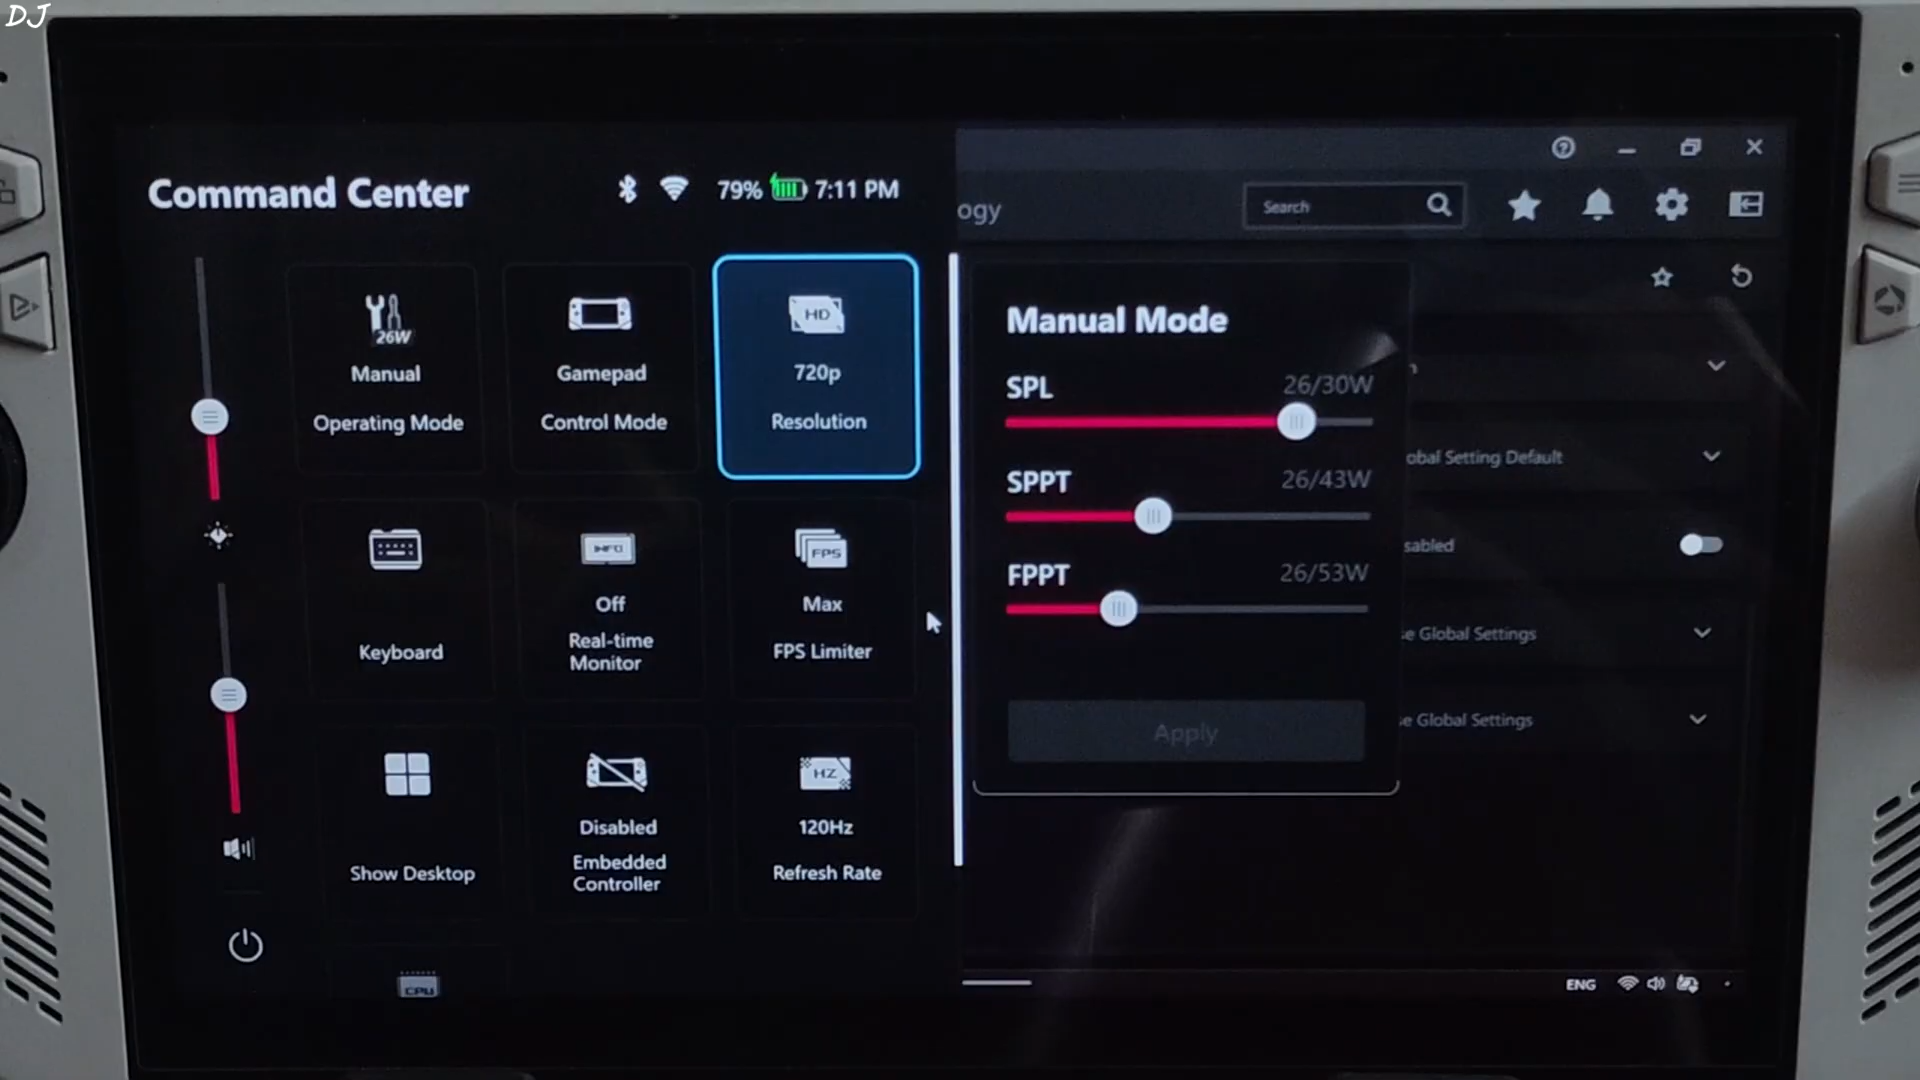 DJ
Command Center
79%
7:11 PM
26W
Manual
Operating Mode
Gamepad
Control Mode
HD
720p
Resolution
Keyboard
INFO
Off
Real-time
Monitor
FPS
Max
FPS Limiter
Show Desktop
Disabled
Embedded
Controller
HZ
120Hz
Refresh Rate
CPU
ogy
Search
Manual Mode
SPL
26/30W
SPPT
26/43W
FPPT
26/53W
Apply
obal Setting Default
sabled
e Global Settings
e Global Settings
ENG